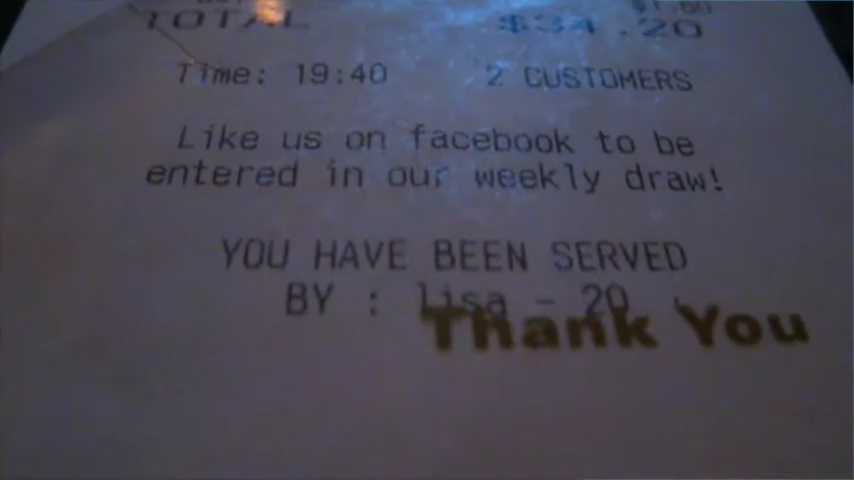 TOTAL $34.20
Time: 19:40 2 CUSTOMERS
Like us on facebook to be
entered in our weekly draw!
YOU HAVE BEEN SERVED
BY : lisa - 20
Thank You